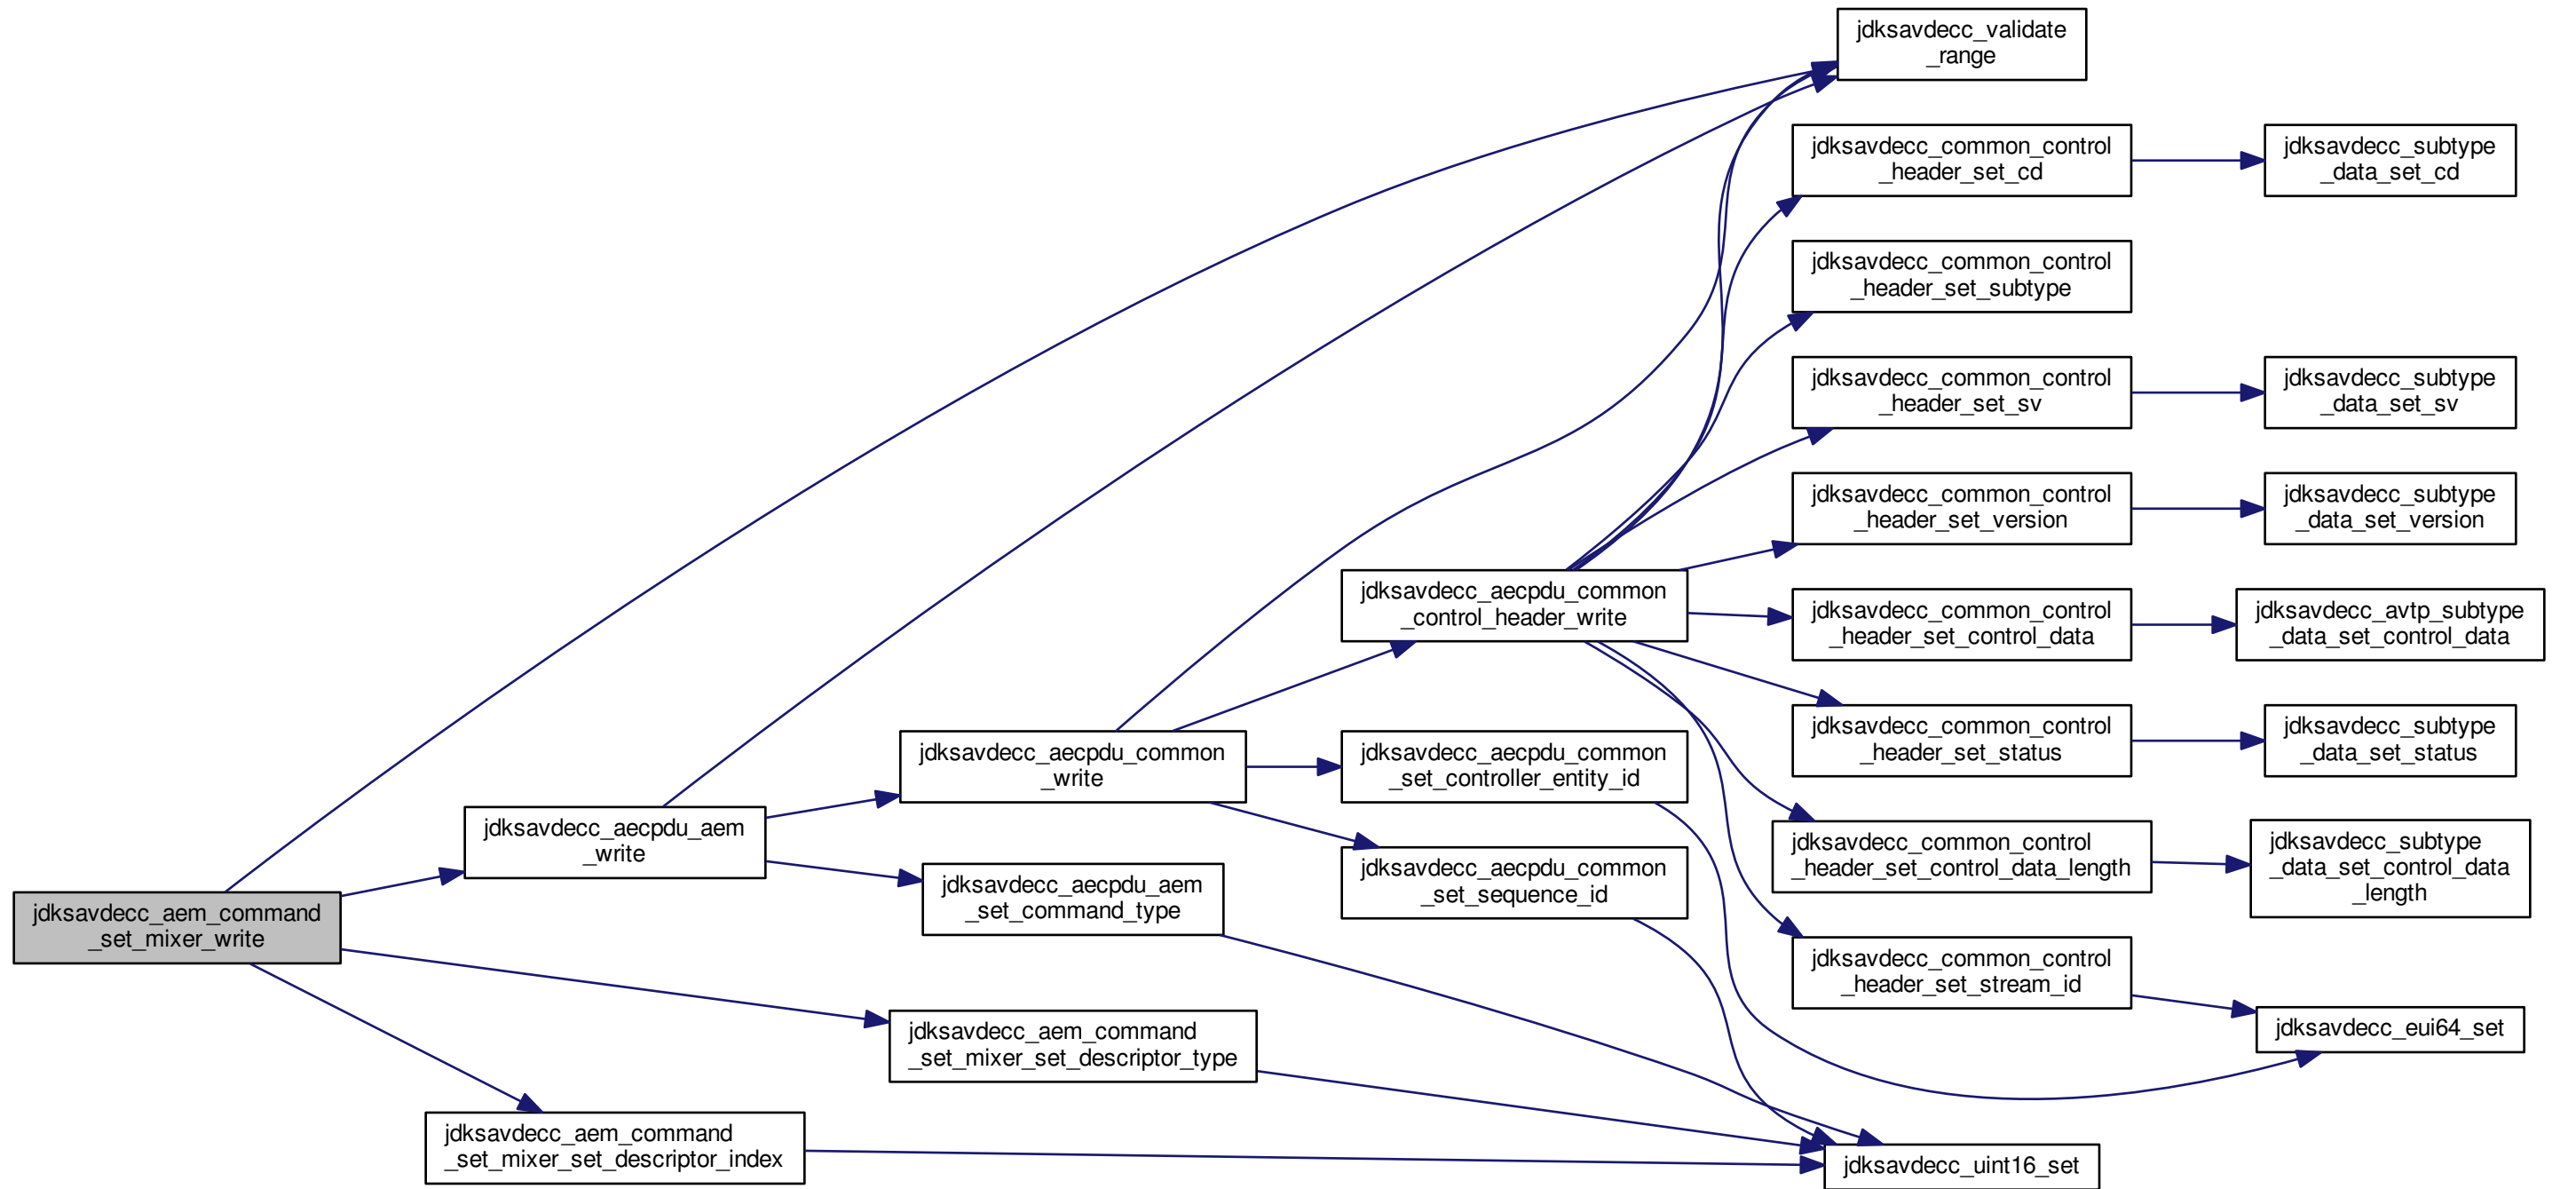 jdksavdecc_aem_command
_set_mixer_write
jdksavdecc_aecpdu_aem
_write
jdksavdecc_aem_command
_set_mixer_set_descriptor_index
jdksavdecc_aecpdu_common
_write
jdksavdecc_aecpdu_aem
_set_command_type
jdksavdecc_aem_command
_set_mixer_set_descriptor_type
jdksavdecc_aecpdu_common
_control_header_write
jdksavdecc_aecpdu_common
_set_controller_entity_id
jdksavdecc_aecpdu_common
_set_sequence_id
jdksavdecc_validate
_range
jdksavdecc_common_control
_header_set_cd
jdksavdecc_common_control
_header_set_subtype
jdksavdecc_common_control
_header_set_sv
jdksavdecc_common_control
_header_set_version
jdksavdecc_common_control
_header_set_control_data
jdksavdecc_common_control
_header_set_status
jdksavdecc_common_control
_header_set_control_data_length
jdksavdecc_common_control
_header_set_stream_id
jdksavdecc_uint16_set
jdksavdecc_subtype
_data_set_cd
jdksavdecc_subtype
_data_set_sv
jdksavdecc_subtype
_data_set_version
jdksavdecc_avtp_subtype
_data_set_control_data
jdksavdecc_subtype
_data_set_status
jdksavdecc_subtype
_data_set_control_data
_length
jdksavdecc_eui64_set